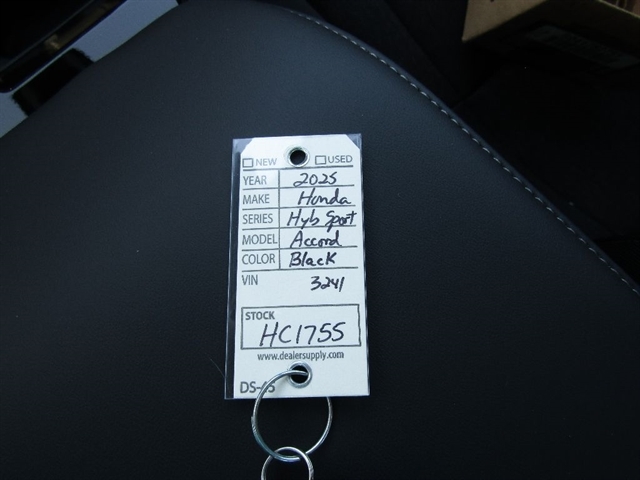 NEW USED
YEAR 2025
MAKE Honda
SERIES Hyb Sport
MODEL Accord
COLOR Black
VIN 3241
STOCK
HC1755
www.dealersupply.com
DS-45